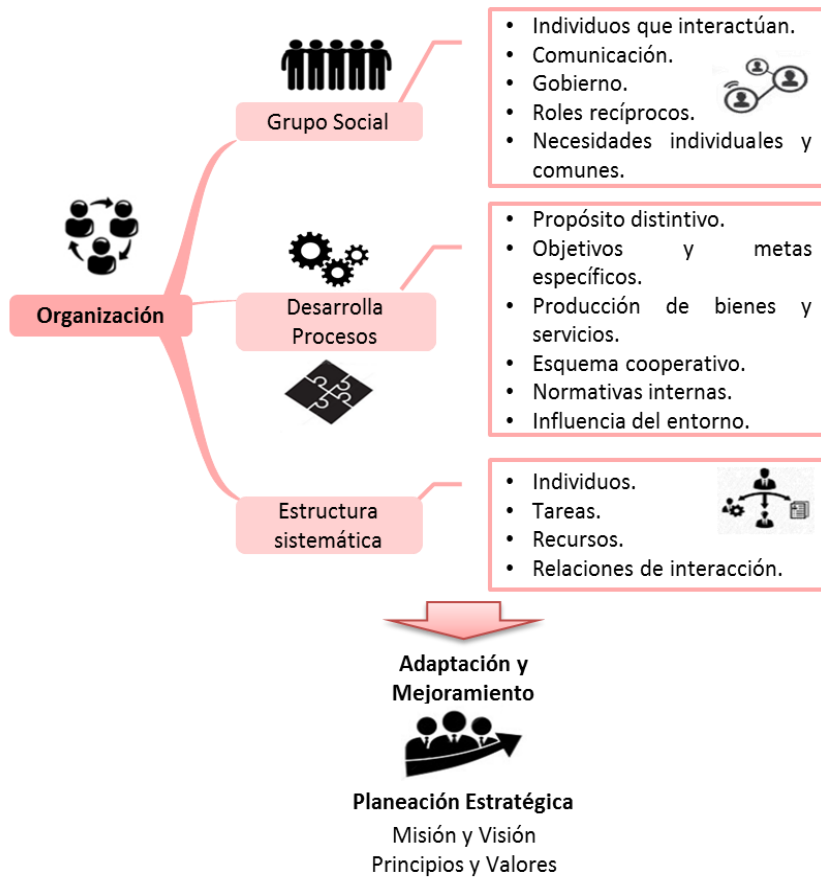 Organización
Grupo Social
• Individuos que interactúan.
• Comunicación.
• Gobierno.
• Roles recíprocos.
• Necesidades individuales y
comunes.
Desarrolla
Procesos
• Propósito distintivo.
• Objetivos y metas
específicos.
• Producción de bienes y
servicios.
• Esquema cooperativo.
• Normativas internas.
• Influencia del entorno.
Estructura
sistemática
• Individuos.
• Tareas.
• Recursos.
• Relaciones de interacción.
Adaptación y
Mejoramiento
Planeación Estratégica
Misión y Visión
Principios y Valores